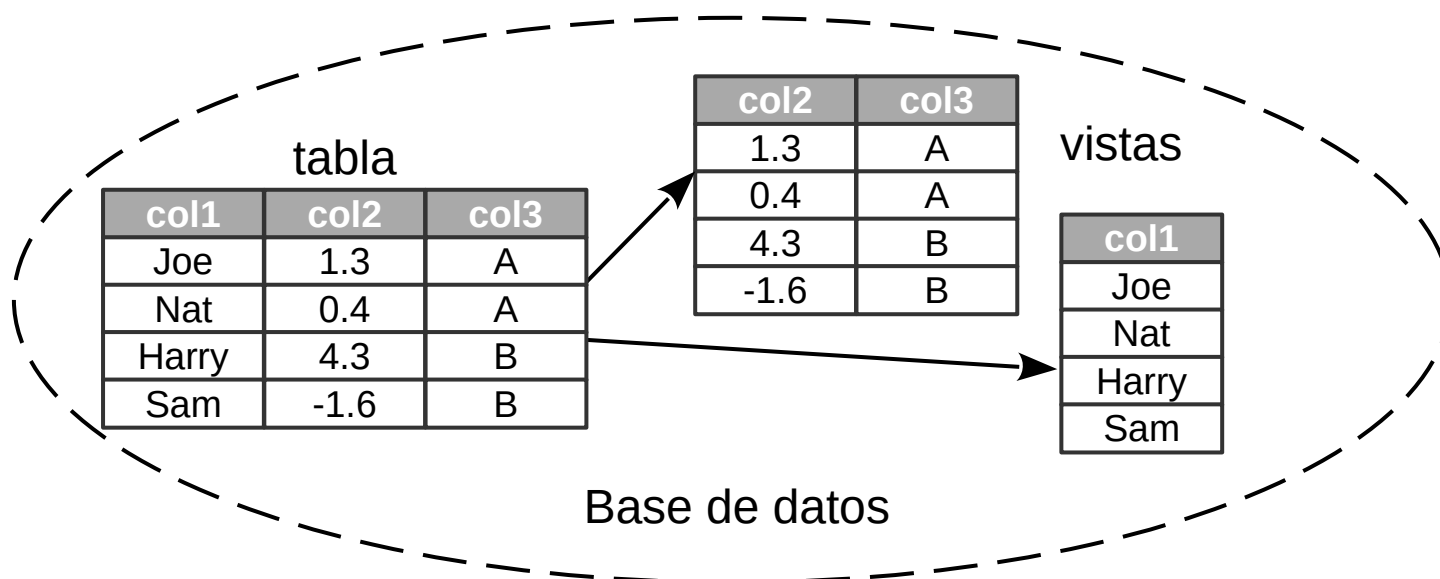 tabla
col1 col2 col3
Joe 1.3 A
Nat 0.4 A
Harry 4.3 B
Sam -1.6 B
col2 col3
1.3 A
0.4 A
4.3 B
-1.6 B
vistas
col1
Joe
Nat
Harry
Sam
Base de datos